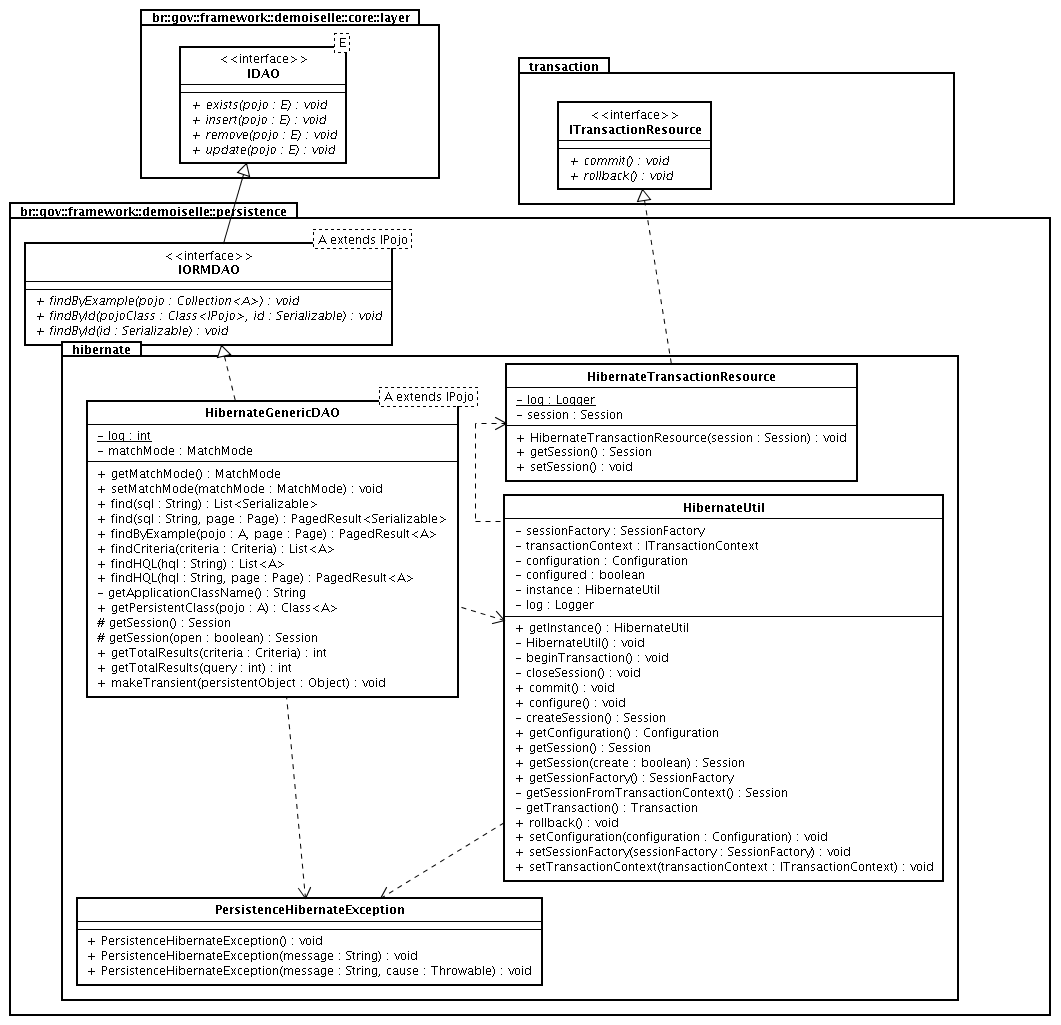 br::gov::framework::demoiselle::core::layer
E
<<interface>>
IDAO
+ exists(pojo : E) : void
+ insert(pojo : E) : void
+ remove(pojo : E) : void
+ update(pojo : E) : void
transaction
<<interface>>
ITransactionResource
+ commit() : void
+ rollback() : void
br::gov::framework::demoiselle::persistence
A extends IPojo
<<interface>>
IORMDAO
+ findByExample(pojo : Collection<A>) : void
+ findById(pojoClass : Class<IPojo>, id : Serializable) : void
+ findById(id : Serializable) : void
hibernate
A extends IPojo
HibernateGenericDAO
- log : int
- matchMode : MatchMode
+ getMatchMode() : MatchMode
+ setMatchMode(matchMode : MatchMode) : void
+ find(sql : String) : List<Serializable>
+ find(sql : String, page : Page) : PagedResult<Serializable>
+ findByExample(pojo : A, page : Page) : PagedResult<A>
+ findCriteria(criteria : Criteria) : List<A>
+ findHQL(hql : String) : List<A>
+ findHQL(hql : String, page : Page) : PagedResult<A>
- getApplicationClassName() : String
+ getPersistentClass(pojo : A) : Class<A>
# getSession() : Session
# getSession(open : boolean) : Session
+ getTotalResults(criteria : Criteria) : int
+ getTotalResults(query : int) : int
+ makeTransient(persistentObject : Object) : void
HibernateTransactionResource
- log : Logger
- session : Session
+ HibernateTransactionResource(session : Session) : void
+ getSession() : Session
+ setSession() : void
HibernateUtil
- sessionFactory : SessionFactory
- transactionContext : ITransactionContext
- configuration : Configuration
- configured : boolean
- instance : HibernateUtil
- log : Logger
+ getInstance() : HibernateUtil
- HibernateUtil() : void
- beginTransaction() : void
- closeSession() : void
+ commit() : void
+ configure() : void
- createSession() : Session
+ getConfiguration() : Configuration
+ getSession() : Session
+ getSession(create : boolean) : Session
+ getSessionFactory() : SessionFactory
- getSessionFromTransactionContext() : Session
- getTransaction() : Transaction
+ rollback() : void
+ setConfiguration(configuration : Configuration) : void
+ setSessionFactory(sessionFactory : SessionFactory) : void
+ setTransactionContext(transactionContext : ITransactionContext) : void
PersistenceHibernateException
+ PersistenceHibernateException() : void
+ PersistenceHibernateException(message : String) : void
+ PersistenceHibernateException(message : String, cause : Throwable) : void